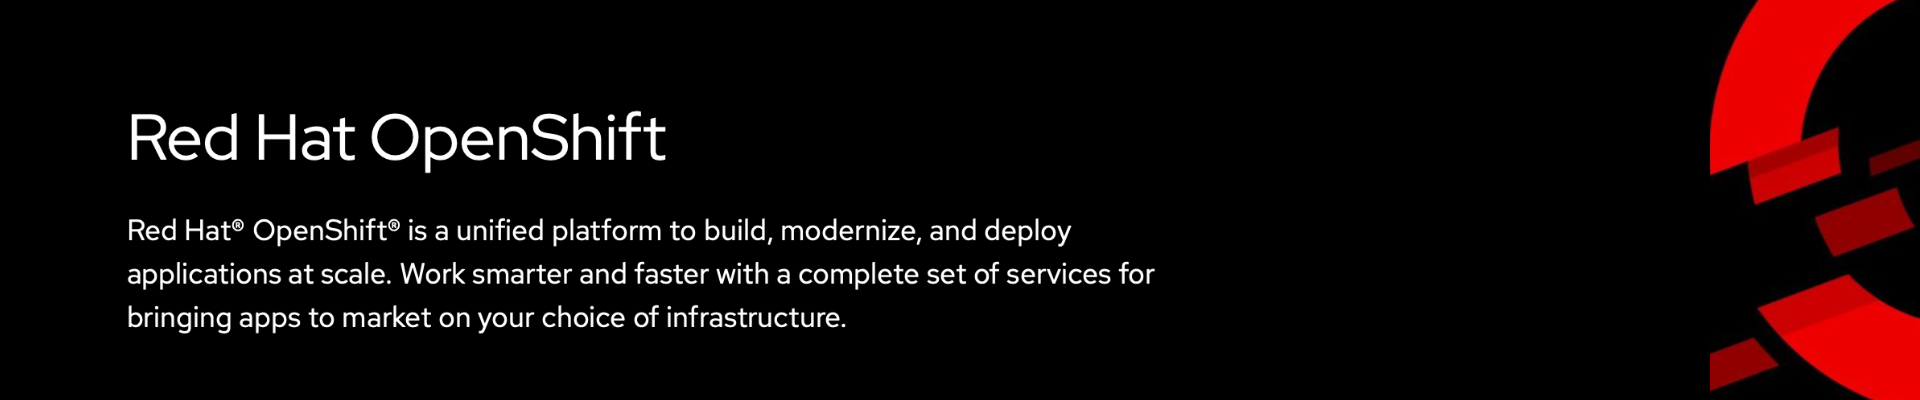 Red Hat OpenShift
Red Hat® OpenShift® is a unified platform to build, modernize, and deploy
applications at scale. Work smarter and faster with a complete set of services for
bringing apps to market on your choice of infrastructure.